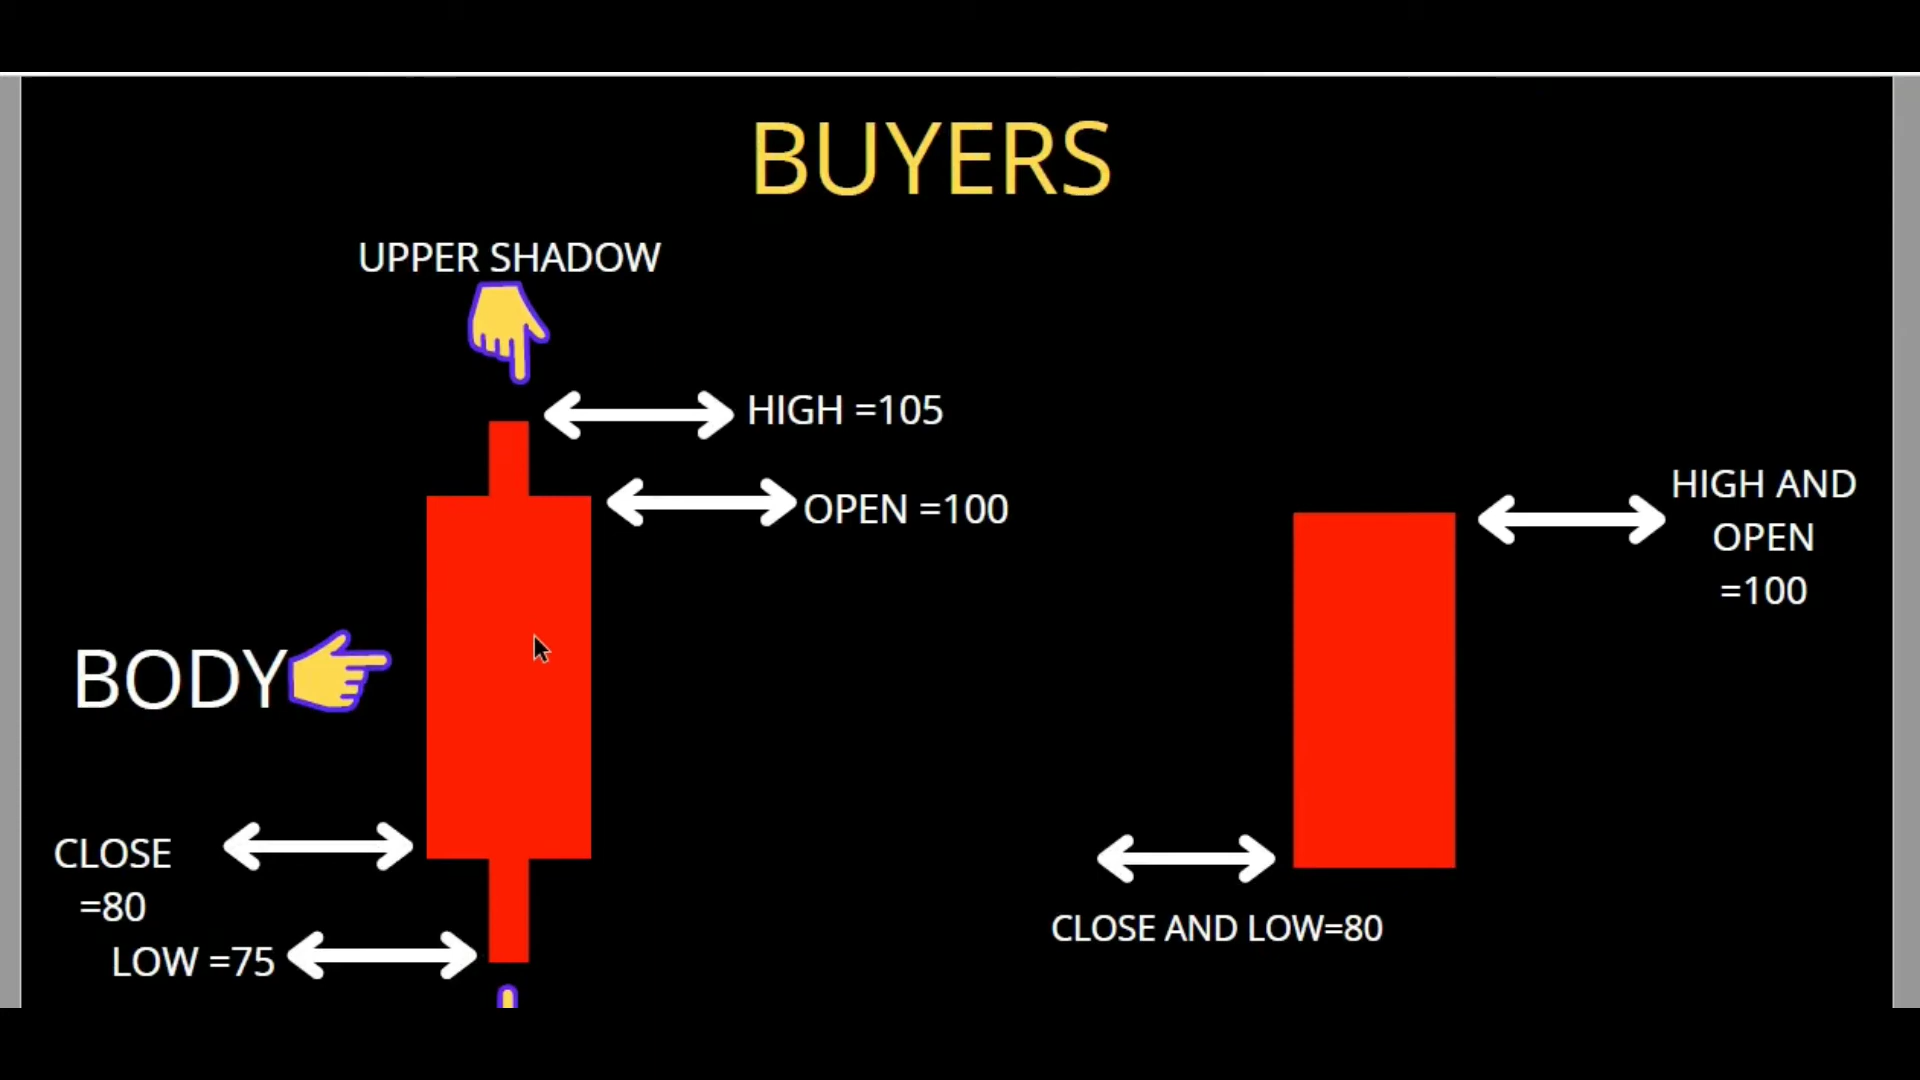 BUYERS
UPPER SHADOW
HIGH =105
OPEN =100
HIGH AND
OPEN
=100
BODY
CLOSE
=80
CLOSE AND LOW=80
LOW =75